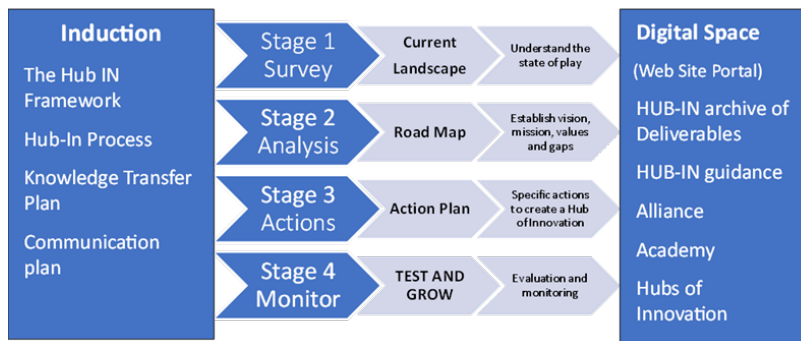 Induction
The Hub IN
Framework
Hub-In Process
Knowledge Transfer
Plan
Communication
plan
Stage 1
Survey
Current
Landscape
Understand the
state of play
Stage 2
Analysis
Road Map
Establish vision,
mission, values
and gaps
Stage 3
Actions
Action Plan
Specific actions
to create a Hub
of Innovation
Stage 4
Monitor
TEST AND
GROW
Evaluation and
monitoring
Digital Space
(Web Site Portal)
HUB-IN archive of
Deliverables
HUB-IN guidance
Alliance
Academy
Hubs of
Innovation